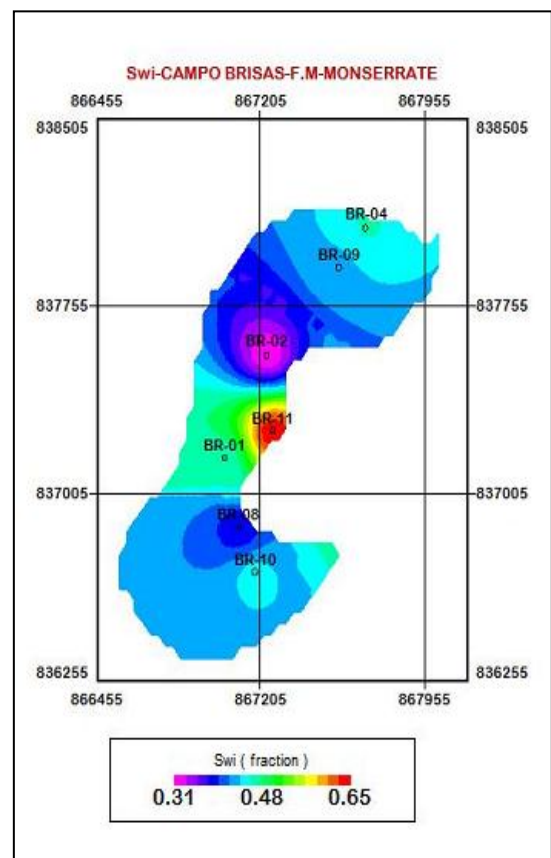 Swi-CAMPO BRISAS-F.M-MONSERRATE
866455 867205 867955
838505 838505
BR-04
BR-09
837755 837755
BR-02
BR-11
BR-01
837005 837005
BR-08
BR-10
836255 836255
866455 867205 867955
Swi ( fraction )
0.31 0.48 0.65